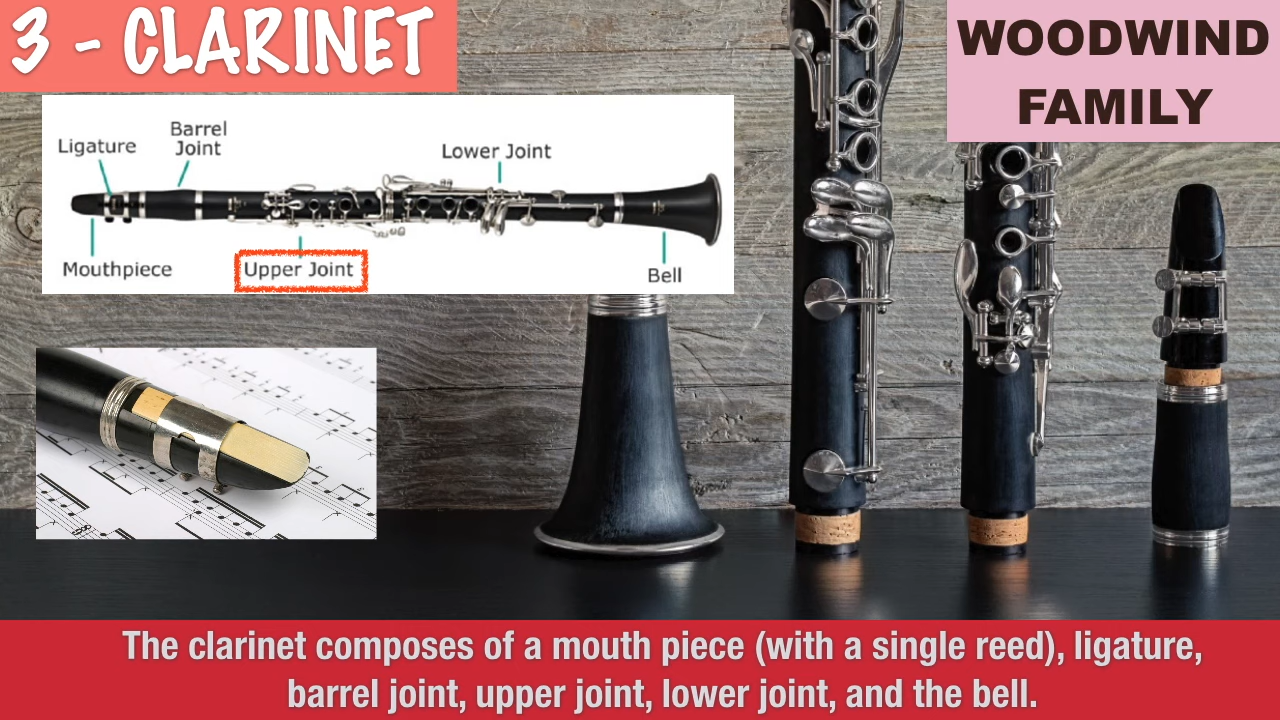 3 - CLARINET
WOODWIND
FAMILY
Ligature
Barrel
Joint
Lower Joint
Mouthpiece
Upper Joint
Bell
The clarinet composes of a mouth piece (with a single reed), ligature,
barrel joint, upper joint, lower joint, and the bell.